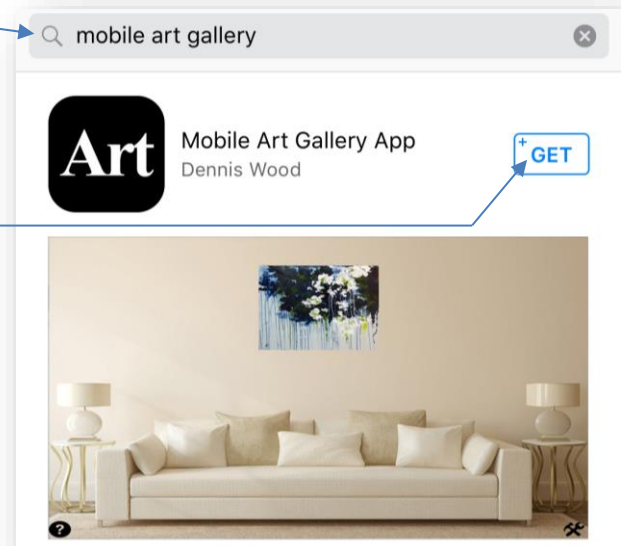 mobile art gallery
Art
Mobile Art Gallery App
Dennis Wood
+GET
?